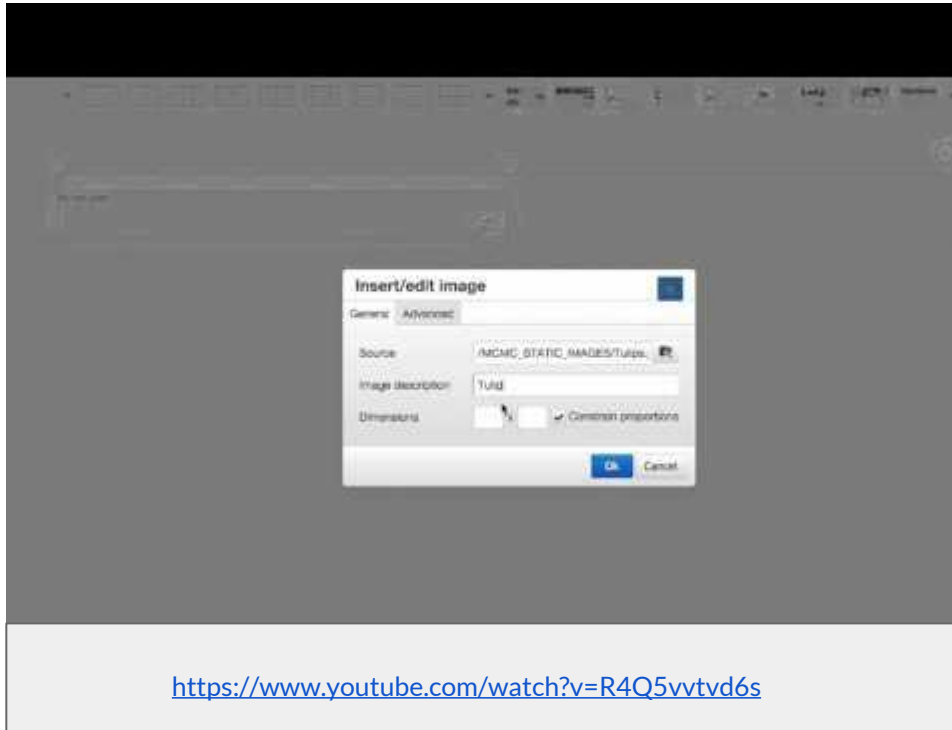 Insert/edit image
General Advanced
Source /MCMC_STATIC_IMAGES/Tulips.
Image description Tulip
Dimensions x Constrain proportions
Ok Cancel
https://www.youtube.com/watch?v=R4Q5vvtvd6s